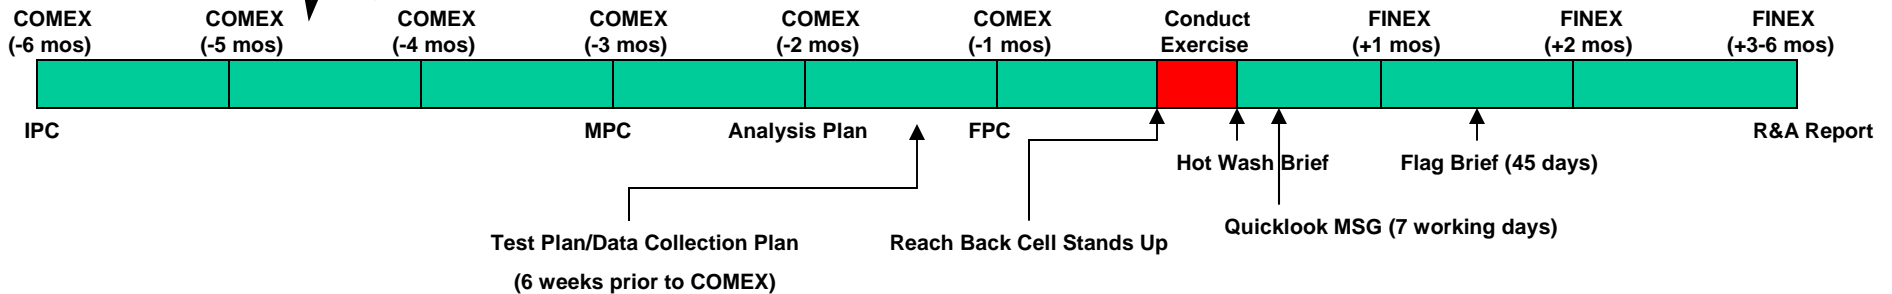 COMEX
(-6 mos)
COMEX
(-5 mos)
COMEX
(-4 mos)
COMEX
(-3 mos)
COMEX
(-2 mos)
COMEX
(-1 mos)
Conduct
Exercise
FINEX
(+1 mos)
FINEX
(+2 mos)
FINEX
(+3-6 mos)
IPC
MPC
Analysis Plan
FPC
R&A Report
Hot Wash Brief
Flag Brief (45 days)
Quicklook MSG (7 working days)
Test Plan/Data Collection Plan
(6 weeks prior to COMEX)
Reach Back Cell Stands Up